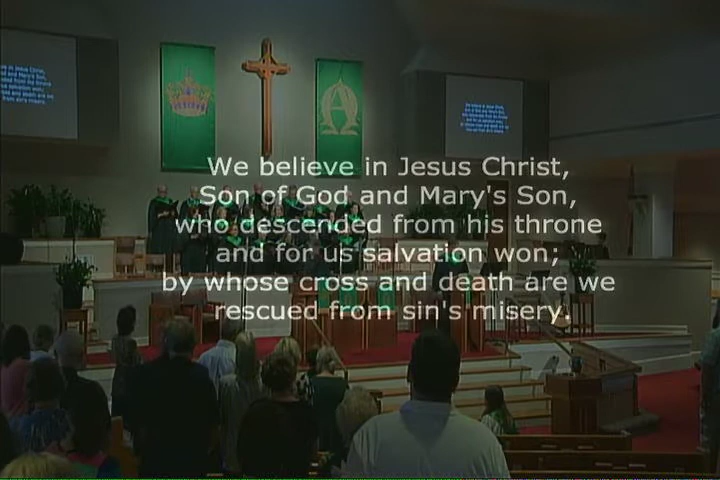 We believe in Jesus Christ,
Son of God and Mary's Son,
who descended from his throne
and for us salvation won;
by whose cross and death are we
rescued from sin's misery.